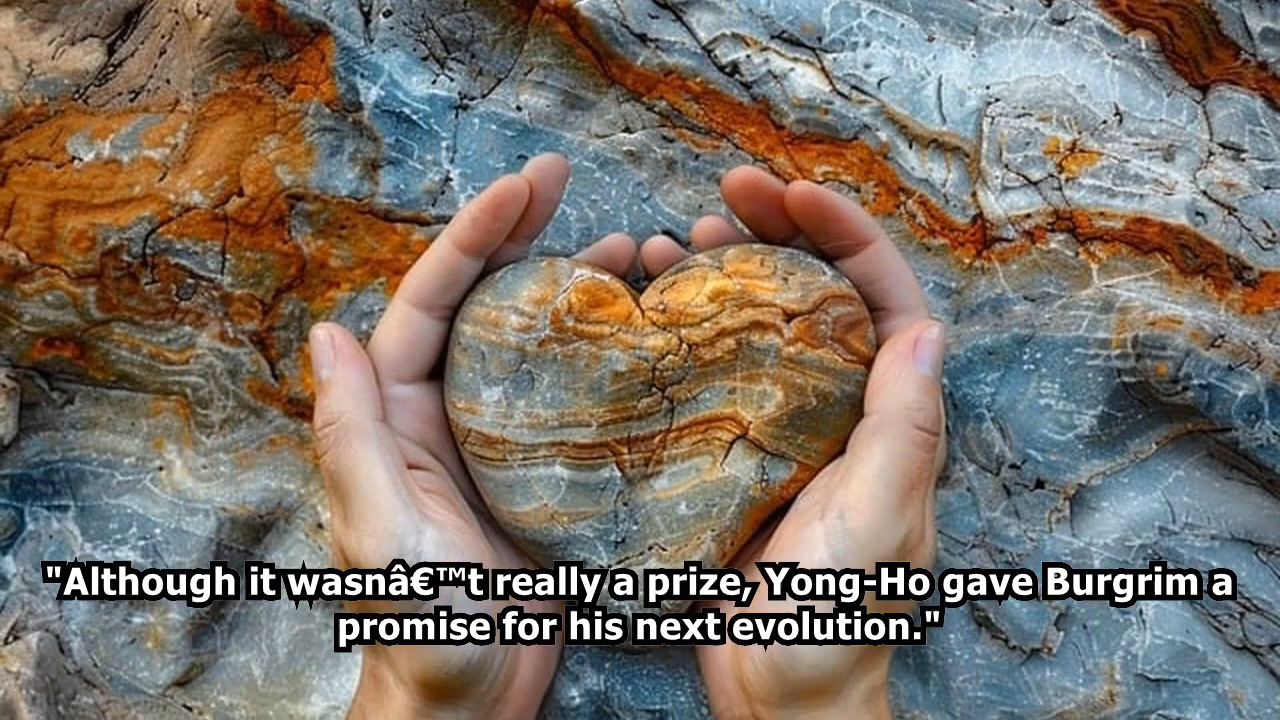 "Although it wasnâ€™t really a prize, Yong-Ho gave Burgrim a
promise for his next evolution."